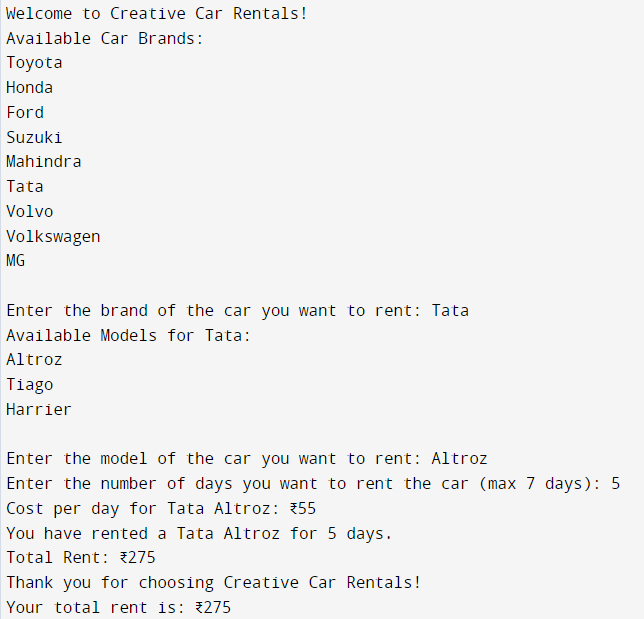 Welcome to Creative Car Rentals!
Available Car Brands:
Toyota
Honda
Ford
Suzuki
Mahindra
Tata
Volvo
Volkswagen
MG
Enter the brand of the car you want to rent: Tata
Available Models for Tata:
Altroz
Tiago
Harrier
Enter the model of the car you want to rent: Altroz
Enter the number of days you want to rent the car (max 7 days): 5
Cost per day for Tata Altroz: ₹55
You have rented a Tata Altroz for 5 days.
Total Rent: ₹275
Thank you for choosing Creative Car Rentals!
Your total rent is: ₹275